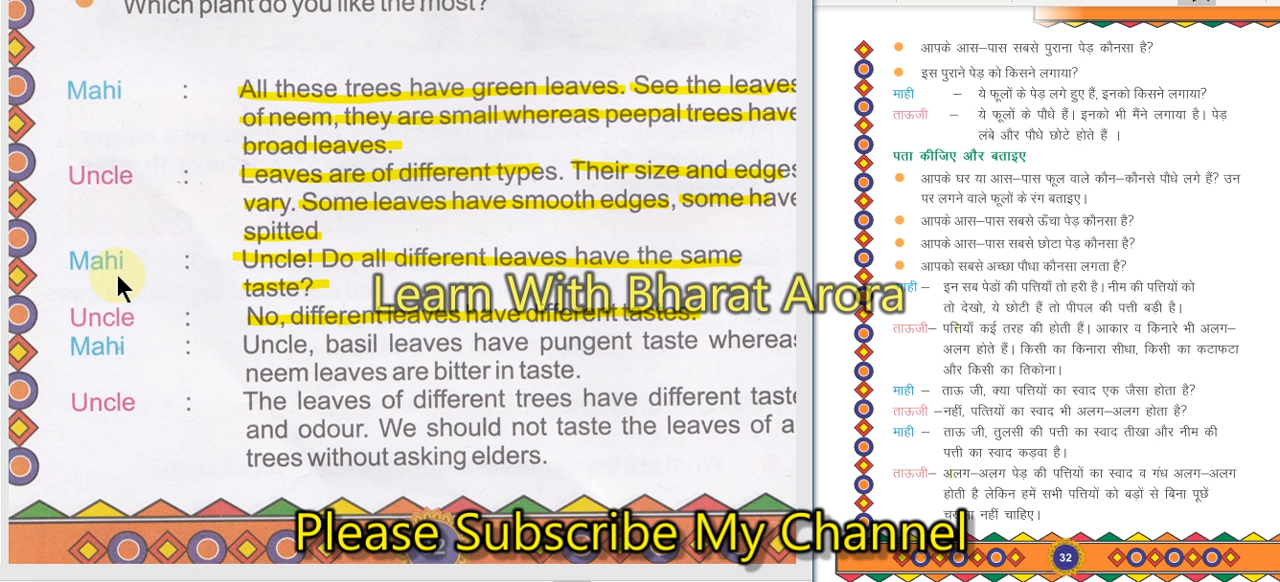 Which plant do you like the most?
Mahi : All these trees have green leaves. See the leaves
of neem, they are small whereas peepal trees have
broad leaves.
Uncle : Leaves are of different types. Their size and edges
vary. Some leaves have smooth edges, some have
spitted
Mahi : Uncle! Do all different leaves have the same
taste?
Uncle : No, different leaves have different tastes.
Mahi : Uncle, basil leaves have pungent taste whereas
neem leaves are bitter in taste.
Uncle : The leaves of different trees have different taste
and odour. We should not taste the leaves of a
trees without asking elders.
आपके आस–पास सबसे पुराना पेड़ कौनसा है?
इस पुराने पेड़ को किसने लगाया?
माही – ये फूलों के पेड़ लगे हुए हैं, इनको किसने लगाया?
ताऊजी – ये फूलों के पौधे हैं। इनको भी मैंने लगाया है। पेड़
लंबे और पौधे छोटे होते हैं ।
पता कीजिए और बताइए
आपके घर या आस–पास फूल वाले कौन–कौनसे पौधे लगे हैं? उन
पर लगने वाले फूलों के रंग बताइए।
आपके आस–पास सबसे ऊँचा पेड़ कौनसा है?
आपके आस–पास सबसे छोटा पेड़ कौनसा है?
आपको सबसे अच्छा पौधा कौनसा लगता है?
माही – इन सब पेडों की पत्तियाँ तो हरी है। नीम की पत्तियों को
तो देखो, ये छोटी हैं तो पीपल की पत्ती बड़ी है।
ताऊजी– पत्तियाँ कई तरह की होती हैं। आकार व किनारे भी अलग–
अलग होते हैं। किसी का किनारा सीधा, किसी का कटाफटा
और किसी का तिकोना।
माही – ताऊ जी, क्या पत्तियों का स्वाद एक जैसा होता है?
ताऊजी –नहीं, पत्तियों का स्वाद भी अलग–अलग होता है?
माही – ताऊ जी, तुलसी की पत्ती का स्वाद तीखा और नीम की
पत्ती का स्वाद कड़वा है।
ताऊजी– अलग–अलग पेड़ की पत्तियों का स्वाद व गंध अलग–अलग
होती है लेकिन हमें सभी पत्तियों को बड़ों से बिना पूछें
नहीं चाहिए।
32
Learn With Bharat Arora
Please Subscribe My Channel